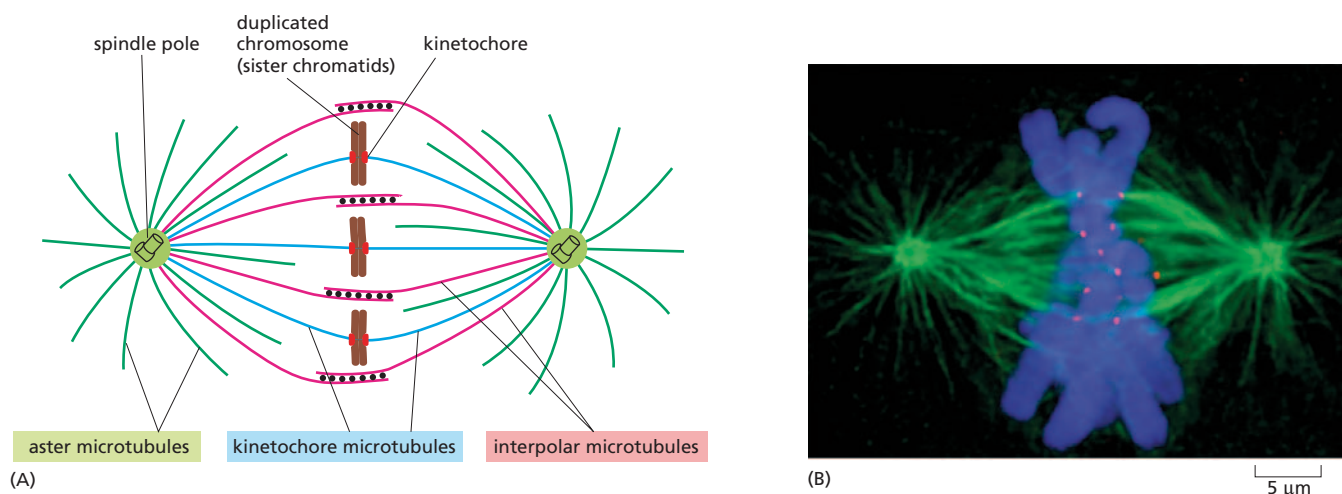 spindle pole
duplicated
chromosome
(sister chromatids)
kinetochore
aster microtubules
kinetochore microtubules
interpolar microtubules
(A)
(B)
5 μm